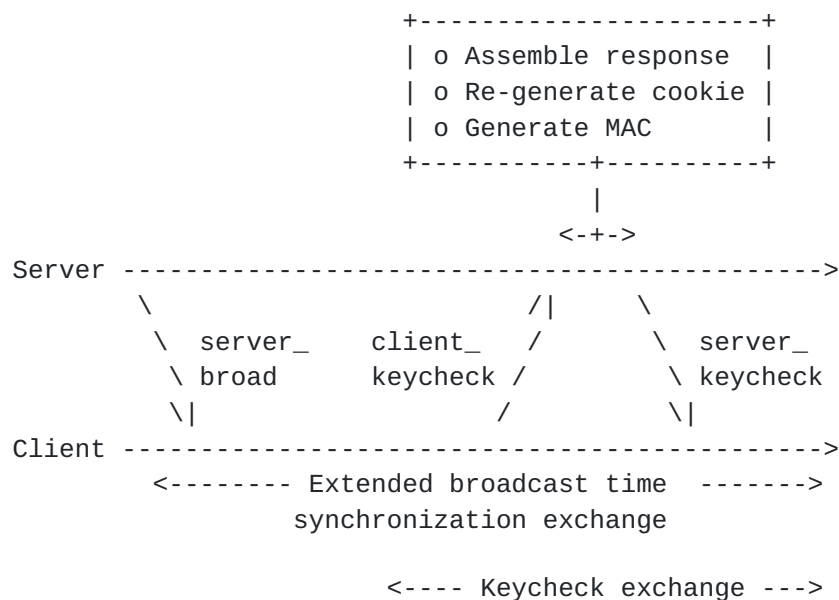 +----------------------+
| o Assemble response  |
| o Re-generate cookie |
| o Generate MAC       |
+-----------+----------+
|
<-+->
Server --------------------------------------------->
\                        /|     \
\  server_    client_   /       \  server_
\ broad      keycheck /         \ keycheck
\|                   /          \|
Client --------------------------------------------->
<-------- Extended broadcast time  ------->
synchronization exchange
<---- Keycheck exchange --->